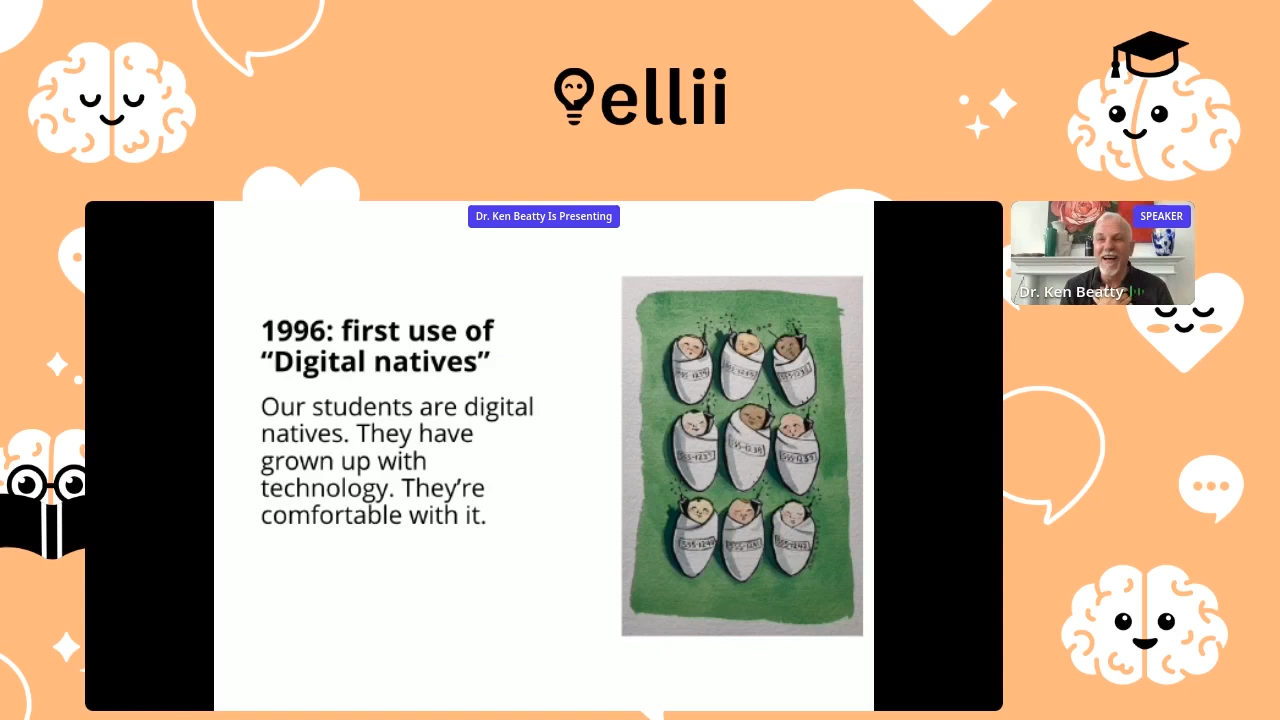 ellii
Dr. Ken Beatty Is Presenting
SPEAKER
Dr. Ken Beatty
1996: first use of
“Digital natives”
Our students are digital
natives. They have
grown up with
technology. They’re
comfortable with it.